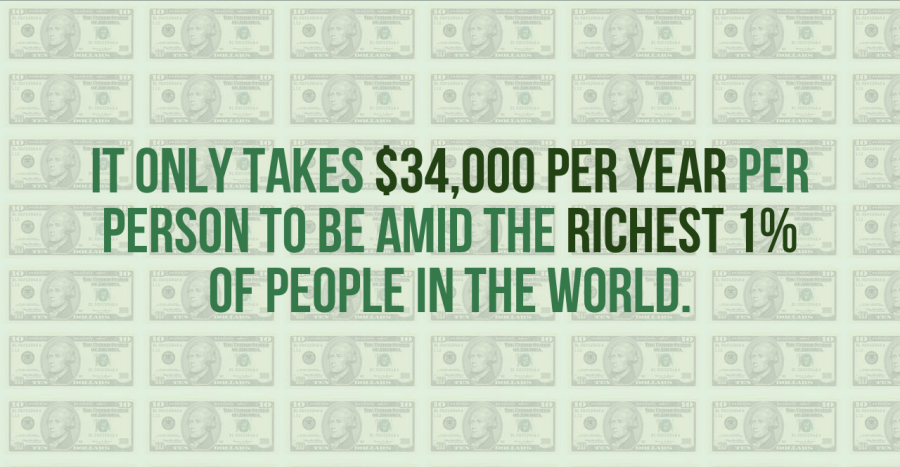 IT ONLY TAKES $34,000 PER YEAR PER
PERSON TO BE AMID THE RICHEST 1%
OF PEOPLE IN THE WORLD.